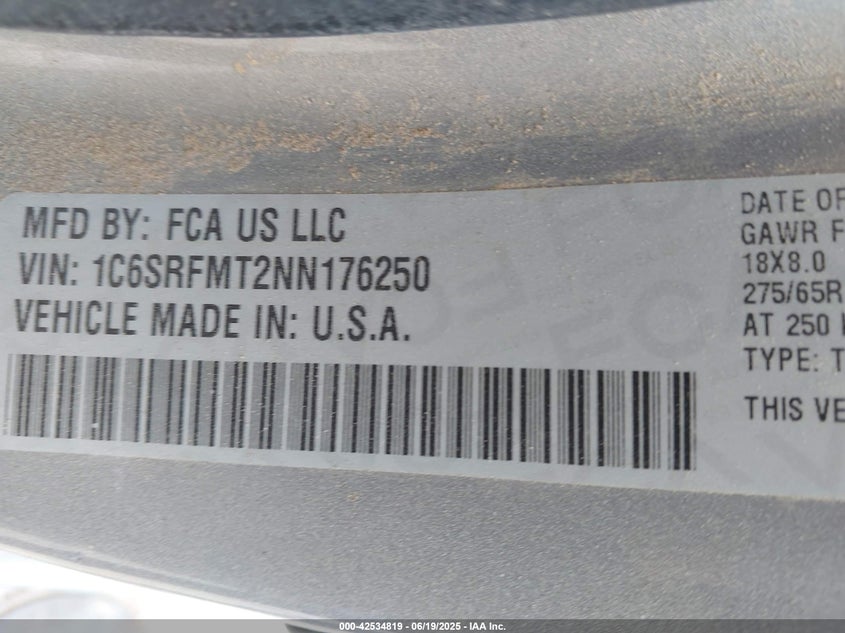 MFD BY: FCA US LLC
VIN: 1C6SRFMT2NN176250
VEHICLE MADE IN: U.S.A.
DATE OF
GAWR F
18X8.0
275/65R
AT 250
TYPE: T
THIS VE
000-42534819 - 06/19/2025 - IAA Inc.